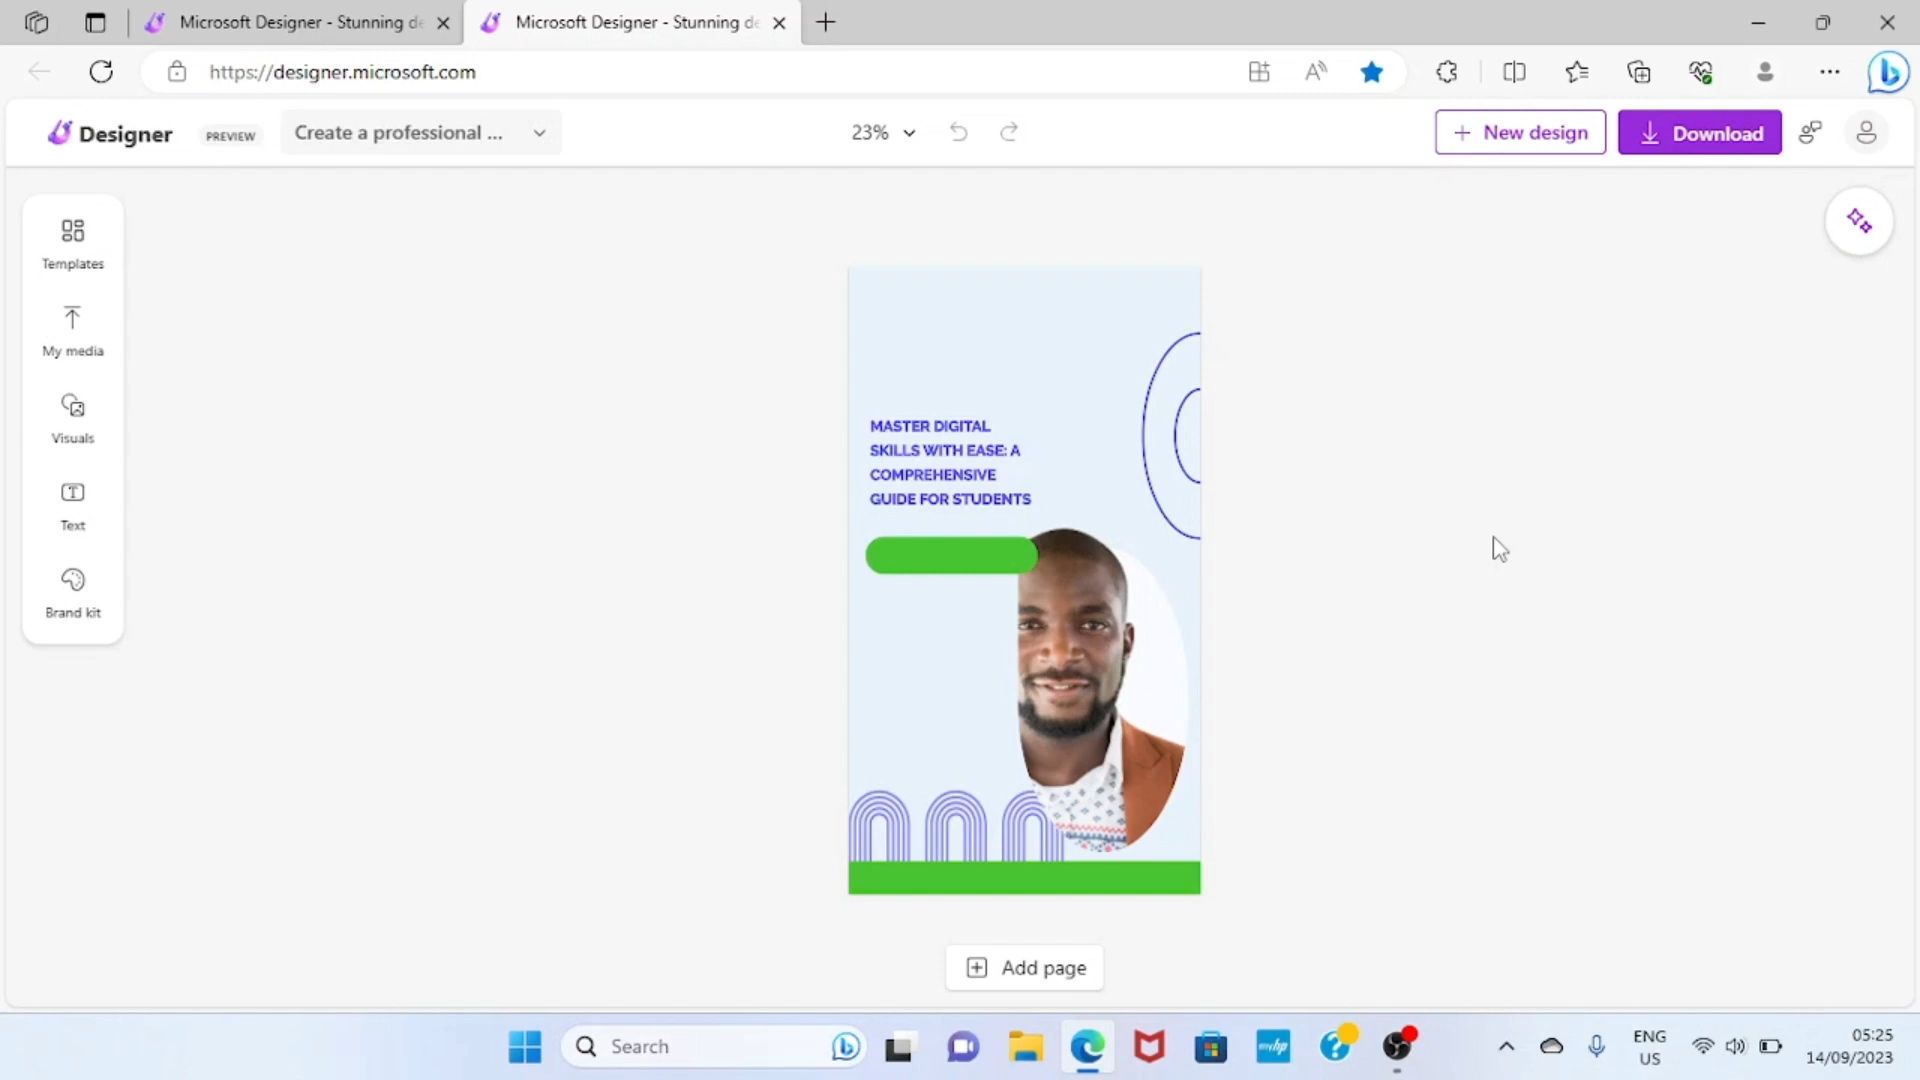 Microsoft Designer - Stunning de
Microsoft Designer - Stunning de
https://designer.microsoft.com
Designer
PREVIEW
Create a professional ...
23%
New design
Download
Templates
My media
Visuals
Text
Brand kit
MASTER DIGITAL
SKILLS WITH EASE: A
COMPREHENSIVE
GUIDE FOR STUDENTS
Add page
Search
myhp
ENG
US
05:25
14/09/2023